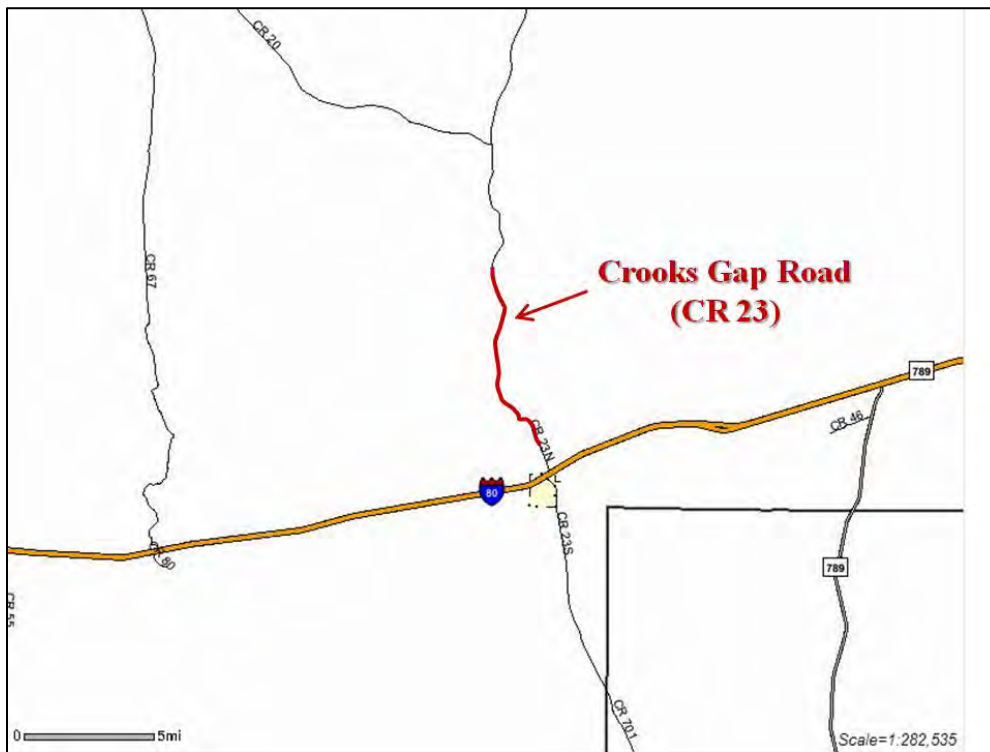 CR 20
CR 67
Crooks Gap Road
(CR 23)
789
CR 46
CR 23N
80
CR 23S
CR 80
789
CR 55
CR 701
0
5mi
Scale=1:282,535